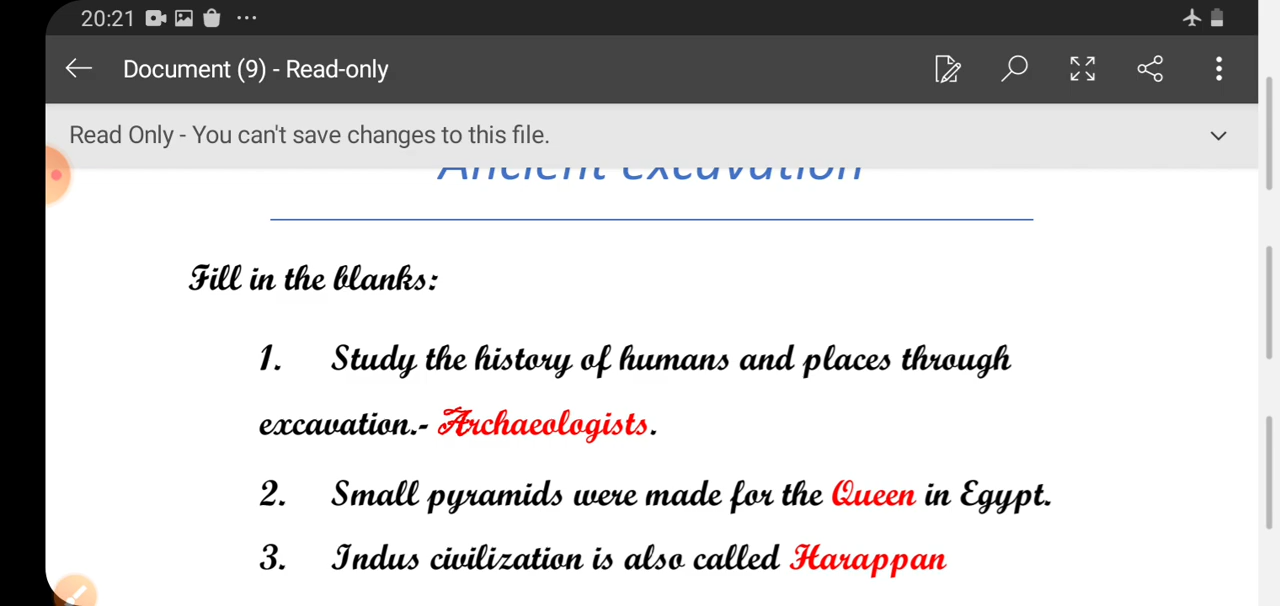 20:21
Document (9) - Read-only
Read Only - You can't save changes to this file.
Ancient excavation
Fill in the blanks:
1. Study the history of humans and places through
excavation.- Archaeologists.
2. Small pyramids were made for the Queen in Egypt.
3. Indus civilization is also called Harappan